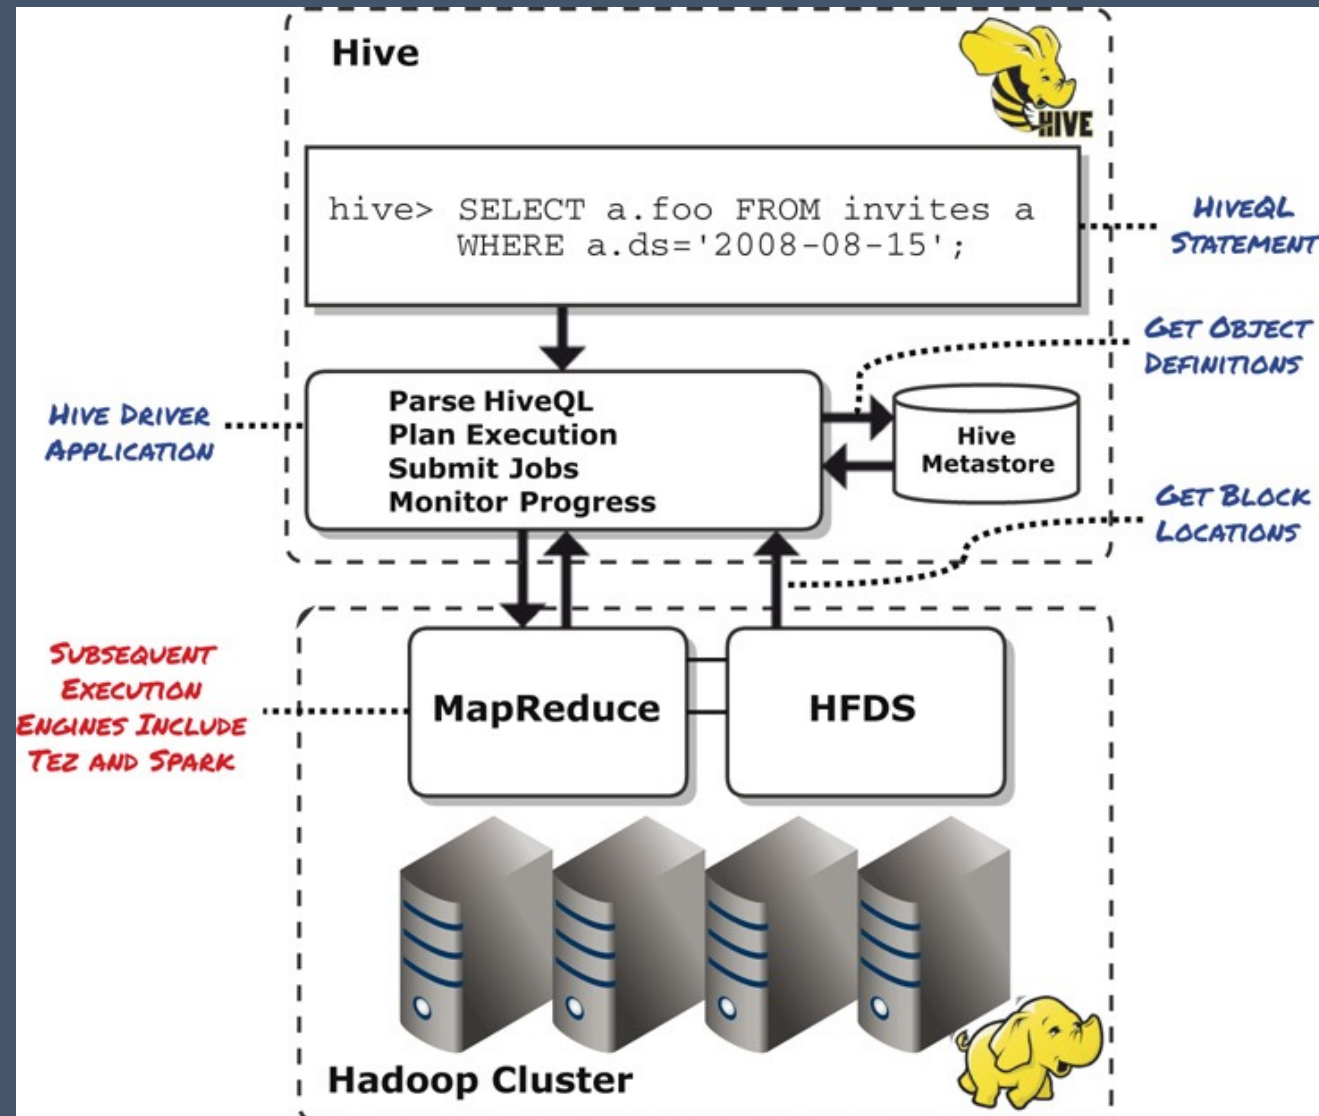 Hive
HIVE
hive> SELECT a.foo FROM invites a
WHERE a.ds='2008-08-15';
HIVEQL
STATEMENT
GET OBJECT
DEFINITIONS
HIVE DRIVER
APPLICATION
Parse HiveQL
Plan Execution
Submit Jobs
Monitor Progress
Hive
Metastore
GET BLOCK
LOCATIONS
SUBSEQUENT
EXECUTION
ENGINES INCLUDE
TEZ AND SPARK
MapReduce
HFDS
Hadoop Cluster